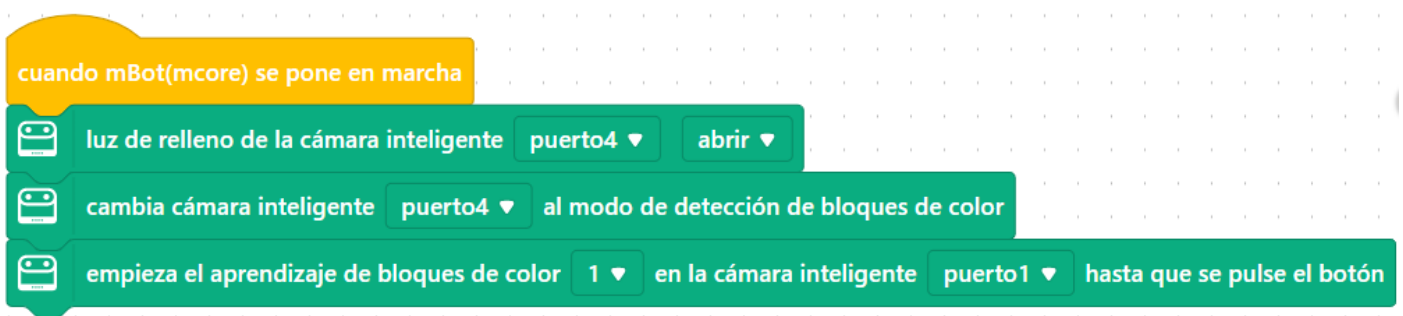 cuando mBot(mcore) se pone en marcha
luz de relleno de la cámara inteligente puerto4 abrir
cambia cámara inteligente puerto4 al modo de detección de bloques de color
empieza el aprendizaje de bloques de color 1 en la cámara inteligente puerto1 hasta que se pulse el botón